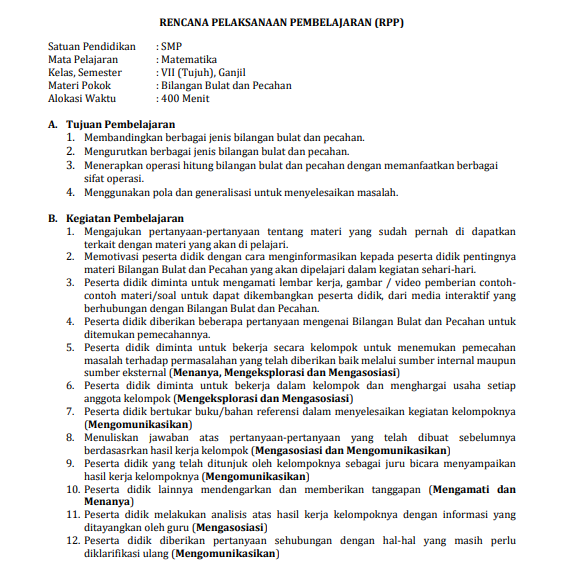 RENCANA PELAKSANAAN PEMBELAJARAN (RPP)
Satuan Pendidikan : SMP
Mata Pelajaran : Matematika
Kelas, Semester : VII (Tujuh), Ganjil
Materi Pokok : Bilangan Bulat dan Pecahan
Alokasi Waktu : 400 Menit
A. Tujuan Pembelajaran
1. Membandingkan berbagai jenis bilangan bulat dan pecahan.
2. Mengurutkan berbagai jenis bilangan bulat dan pecahan.
3. Menerapkan operasi hitung bilangan bulat dan pecahan dengan memanfaatkan berbagai
sifat operasi.
4. Menggunakan pola dan generalisasi untuk menyelesaikan masalah.
B. Kegiatan Pembelajaran
1. Mengajukan pertanyaan-pertanyaan tentang materi yang sudah pernah di dapatkan
terkait dengan materi yang akan di pelajari.
2. Memotivasi peserta didik dengan cara menginformasikan kepada peserta didik pentingnya
materi Bilangan Bulat dan Pecahan yang akan dipelajari dalam kegiatan sehari-hari.
3. Peserta didik diminta untuk mengamati lembar kerja, gambar / video pemberian contoh-
contoh materi/soal untuk dapat dikembangkan peserta didik, dari media interaktif yang
berhubungan dengan Bilangan Bulat dan Pecahan.
4. Peserta didik diberikan beberapa pertanyaan mengenai Bilangan Bulat dan Pecahan untuk
ditemukan pemecahannya.
5. Peserta didik diminta untuk bekerja secara kelompok untuk menemukan pemecahan
masalah terhadap permasalahan yang telah diberikan baik melalui sumber internal maupun
sumber eksternal (Menanya, Mengeksplorasi dan Mengasosiasi)
6. Peserta didik diminta untuk bekerja dalam kelompok dan menghargai usaha setiap
anggota kelompok (Mengeksplorasi dan Mengasosiasi)
7. Peserta didik bertukar buku/bahan referensi dalam menyelesaikan kegiatan kelompoknya
(Mengomunikasikan)
8. Menuliskan jawaban atas pertanyaan-pertanyaan yang telah dibuat sebelumnya
berdasasrkan hasil kerja kelompok (Mengasosiasi dan Mengomunikasikan)
9. Peserta didik yang telah ditunjuk oleh kelompoknya sebagai juru bicara menyampaikan
hasil kerja kelompoknya (Mengomunikasikan)
10. Peserta didik lainnya mendengarkan dan memberikan tanggapan (Mengamati dan
Menanya)
11. Peserta didik melakukan analisis atas hasil kerja kelompoknya dengan informasi yang
ditayangkan oleh guru (Mengasosiasi)
12. Peserta didik diberikan pertanyaan sehubungan dengan hal-hal yang masih perlu
diklarifikasi ulang (Mengomunikasikan)